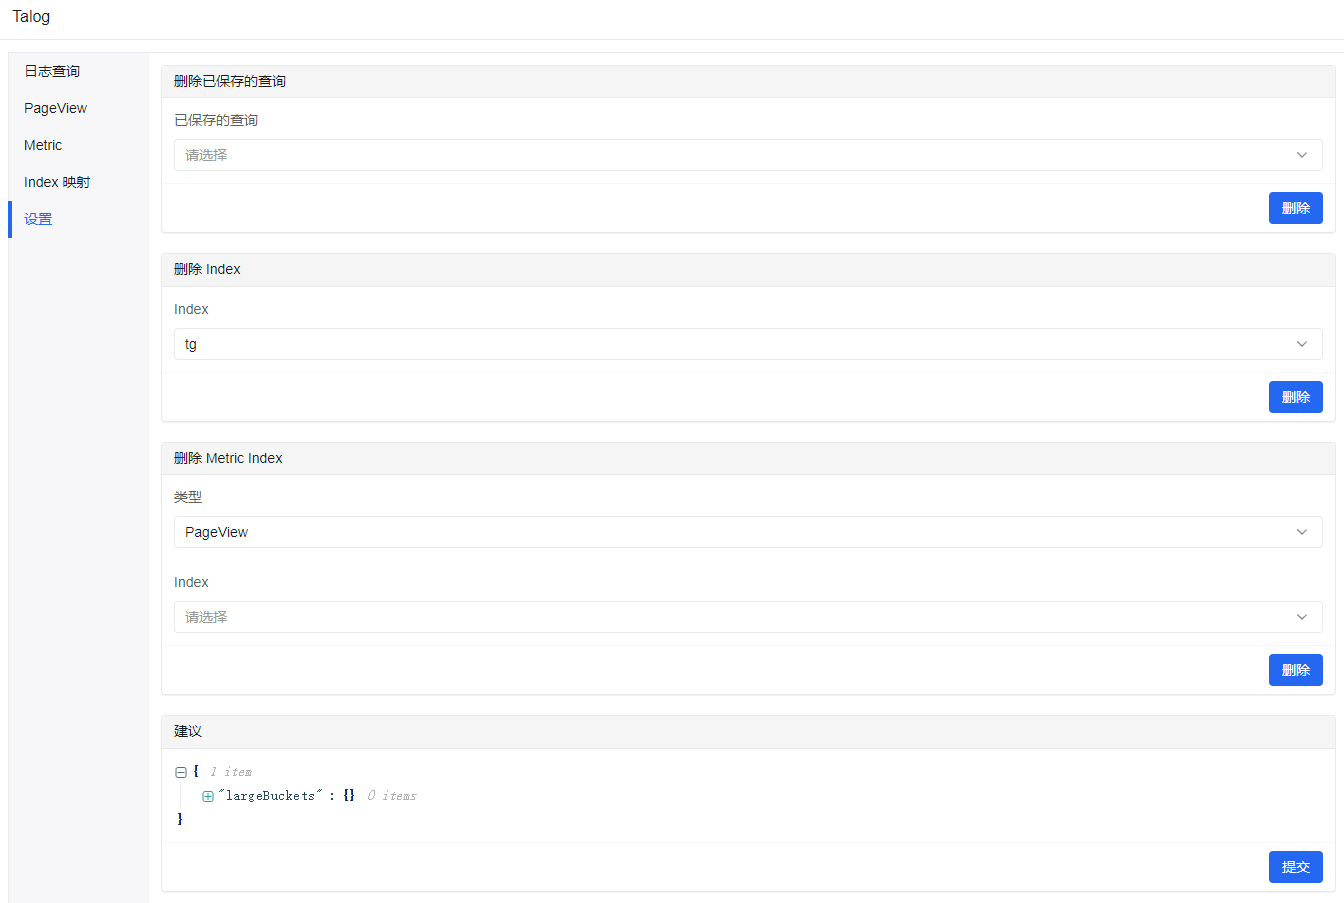 Talog
日志查询
PageView
Metric
Index 映射
设置
删除已保存的查询
已保存的查询
请选择
删除
删除 Index
Index
tg
删除
删除 Metric Index
类型
PageView
Index
请选择
删除
建议
{ 1 item
"largeBuckets" : {} 0 items
}
提交